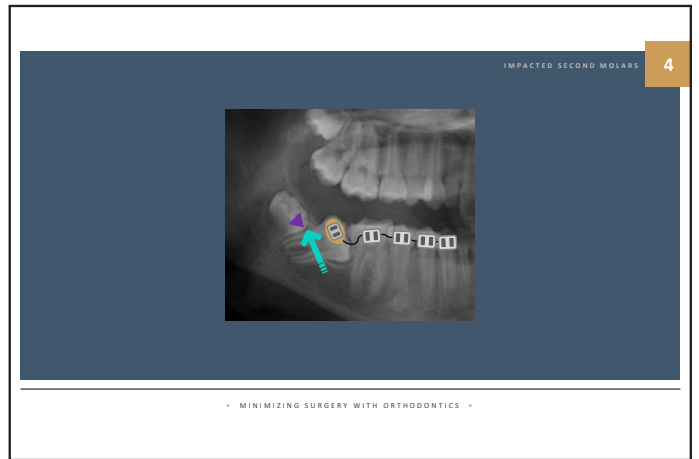 IMPACTED SECOND MOLARS
4
• MINIMIZING SURGERY WITH ORTHODONTICS •